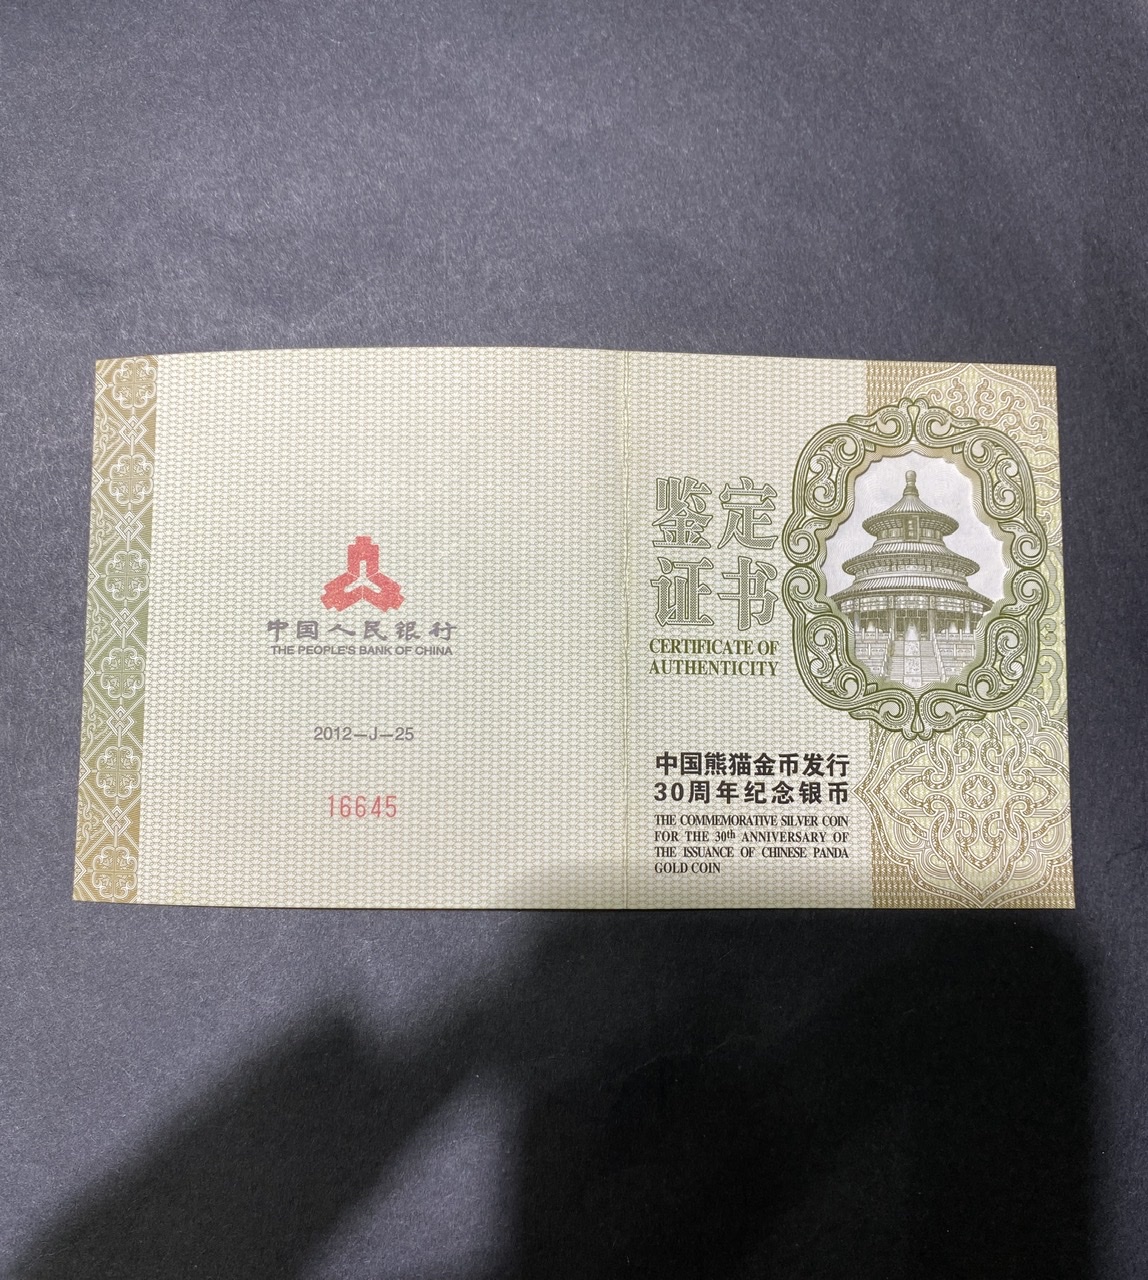 中国人民银行
THE PEOPLE'S BANK OF CHINA
2012—J—25
16645
鉴定
证书
CERTIFICATE OF
AUTHENTICITY
中国熊猫金币发行
30周年纪念银币
THE COMMEMORATIVE SILVER COIN
FOR THE 30th ANNIVERSARY OF
THE ISSUANCE OF CHINESE PANDA
GOLD COIN